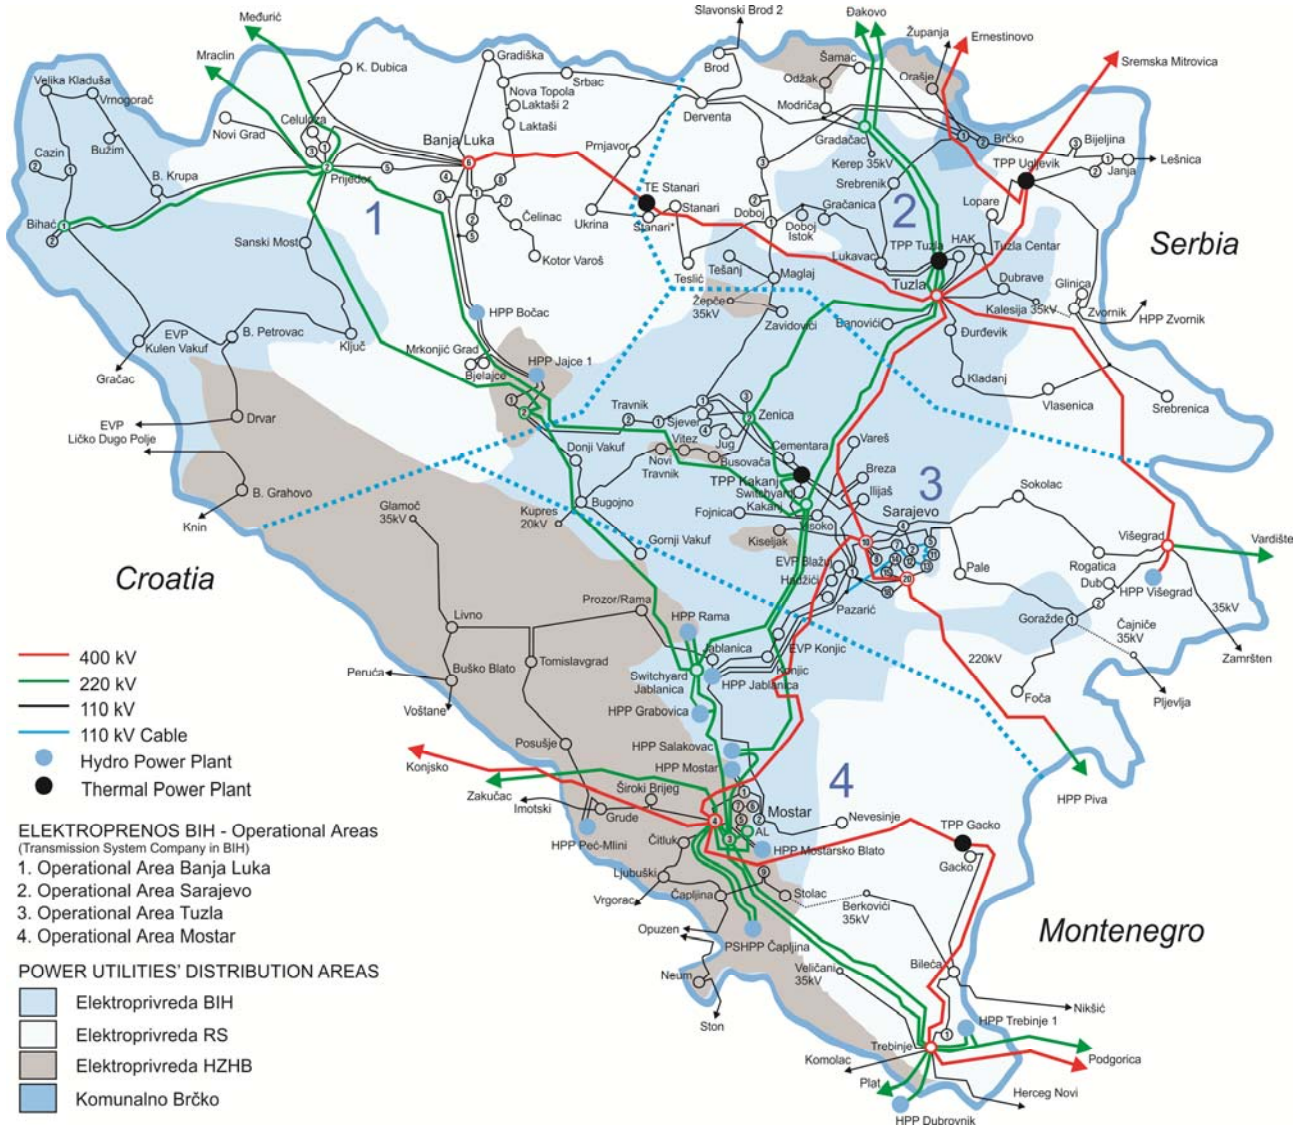 Međurić
Mraclin
Slavonski Brod 2
Đakovo
Županja
Ernestinovo
Sremska Mitrovica
Velika Kladuša
Vrnogorač
K. Dubica
Gradiška
Nova Topola
Srbac
Brod
Šamac
Odžak
Orašje
Laktaši 2
Laktaši
Modriča
Derventa
Novi Grad
Celuloza
Bužim
Cazin
Banja Luka
Prnjavor
Gradačac
Brčko
Bijeljina
Lešnica
Janja
Kerep 35kV
TPP Ugljevik
Prijedor
B. Krupa
Bihać
Srebrenik
TE Stanari
Stanari
Stanari*
Ukrina
Doboj
Doboj
Istok
Gračanica
Lopare
Čelinac
Kotor Varoš
Sanski Most
1
2
TPP Tuzla
HAK
Tuzla Centar
Lukavac
Tuzla
Dubrave
Serbia
Teslić
Tešanj
Maglaj
Žepče
35kV
Zavidovići
Banovići
Kalesija 35kV
Glinica
Zvornik
HPP Zvornik
HPP Bočac
EVP
Kulen Vakuf
B. Petrovac
Ključ
Mrkonjić Grad
Bjelajce
HPP Jajce 1
Đurđevik
Kladanj
Vlasenica
Srebrenica
Gračac
Drvar
EVP
Ličko Dugo Polje
Travnik
Sjever
Zenica
Donji Vakuf
Vitez
Novi
Travnik
Jug
Busovača
Cementara
Vareš
TPP Kakanj
Breza
Switchyard
Kakanj
Ilijaš
3
Sokolac
B. Grahovo
Knin
Glamoč
35kV
Kupres
20kV
Bugojno
Fojnica
Visoko
Sarajevo
Kiseljak
Gornji Vakuf
Višegrad
Vardište
EVP Blažuj
Hadžići
Pazarić
Pale
Rogatica
Dub
HPP Višegrad
Croatia
Prozor/Rama
HPP Rama
Goražde
Čajniče
35kV
35kV
Zamršten
Livno
Jablanica
EVP Konjic
Konjic
220kV
Foča
Pljevlja
400 kV
220 kV
110 kV
110 kV Cable
Hydro Power Plant
Thermal Power Plant
Peruća
Buško Blato
Tomislavgrad
Voštane
Switchyard
Jablanica
HPP Jablanica
HPP Grabovica
Posušje
HPP Salakovac
HPP Mostar
Konjsko
Zakučac
Imotski
Široki Brijeg
Grude
HPP Peć-Mlini
Mostar
4
HPP Piva
Nevesinje
AL
HPP Mostarsko Blato
TPP Gacko
Gacko
Čitluk
Ljubuški
Vrgorac
Čapljina
Stolac
Berkovići
35kV
Opuzen
PSHPP Čapljina
Neum
Ston
Veličani
35kV
Bileća
Nikšić
Montenegro
HPP Trebinje 1
Trebinje
Komolac
Podgorica
Plat
Herceg Novi
HPP Dubrovnik
ELEKTROPRENOS BIH - Operational Areas
(Transmission System Company in BIH)
1. Operational Area Banja Luka
2. Operational Area Sarajevo
3. Operational Area Tuzla
4. Operational Area Mostar
POWER UTILITIES' DISTRIBUTION AREAS
Elektroprivreda BIH
Elektroprivreda RS
Elektroprivreda HZHB
Komunalno Brčko